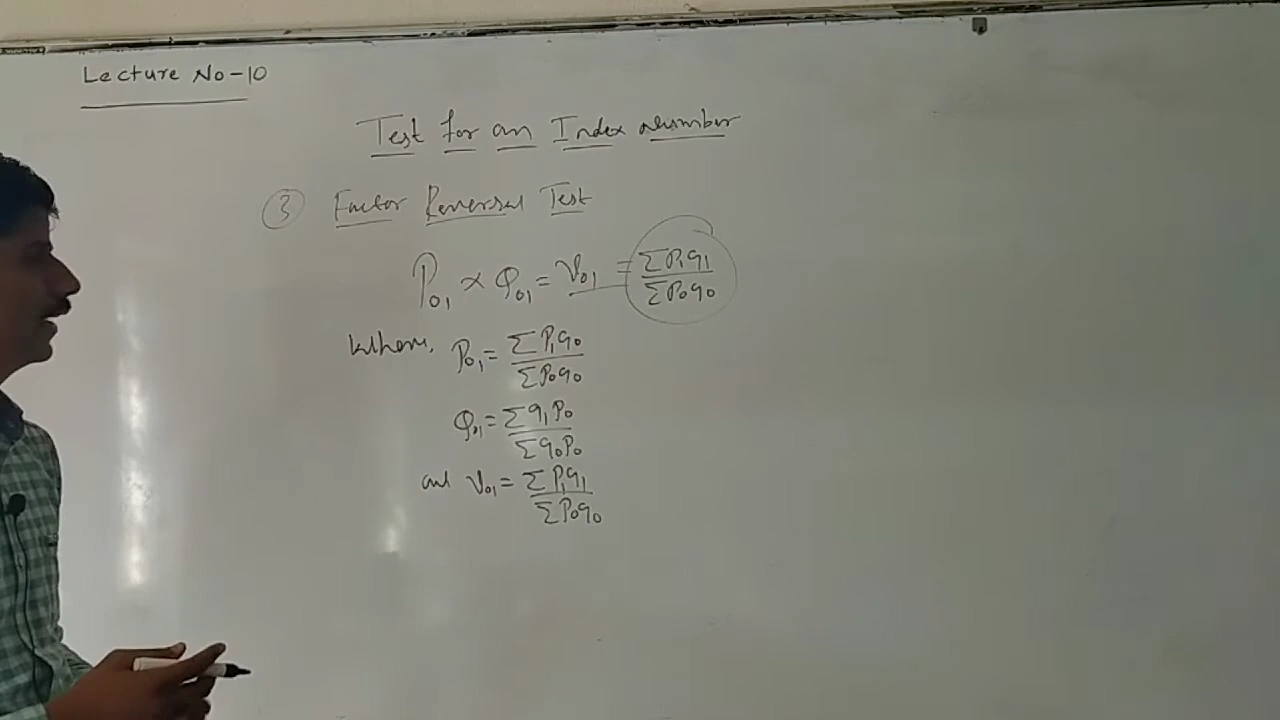 Lecture No-10
Test for an Index Number
③ Factor Reversal Test
P₀₁ × Q₀₁ = V₀₁ = ΣP₁q₁ / ΣP₀q₀
Where, P₀₁ = ΣP₁q₀ / ΣP₀q₀
Q₀₁ = Σq₁P₀ / Σq₀P₀
and V₀₁ = ΣP₁q₁ / ΣP₀q₀